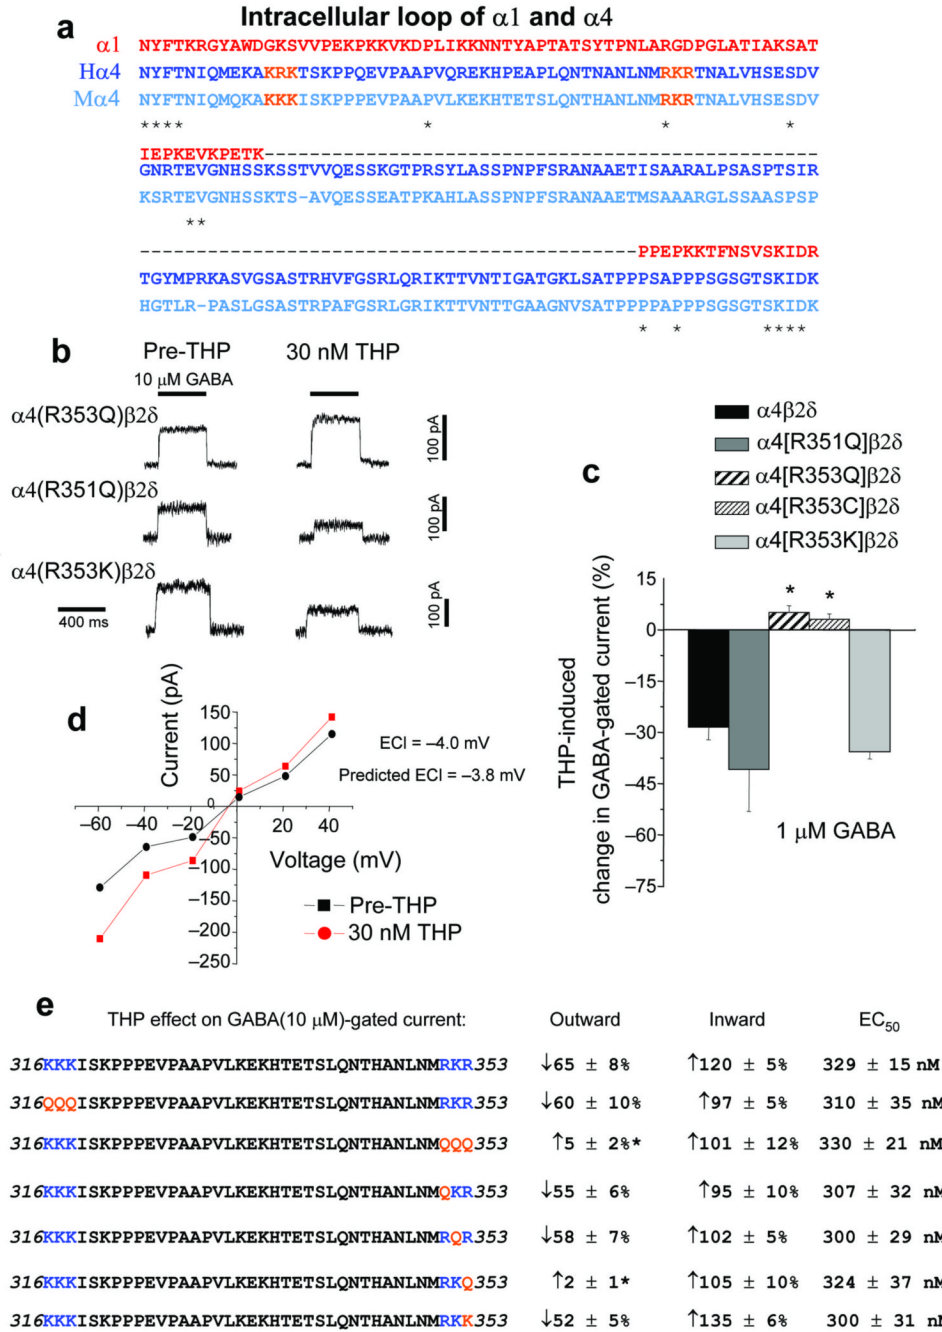 Intracellular loop of α1 and α4
a
α1 NYFTKRGYAWDGKSVVPEKPKKVKDPLIKKNNTYAPTATSYTPNLARGDPGLATIAKSAT
Hα4 NYFTNIQMEKAKRKTSKPPQEVPAAPVQREKHPEAPLQNTNANLNMRKRTNALVHSESDV
Mα4 NYFTNIQMQKAKKKISKPPPEVPAAPVLKEKHTETSLQNTHANLNMRKRTNALVHSESDV
**** * * *
IEPKEVKPETK-------------------------------------------------
GNRTEVGNHSSKSSTVVQESSKGTPRSYLASSPNPFSRANAAETISAARALPSASPTSIR
KSRTEVGNHSSKTS-AVQESSEATPKAHLASSPNPFSRANAAETMSAAARGLSSAASPSP
**
---------------------------------------------PPEPKKTFNSVSKIDR
TGYMPRKASVGSASTRHVFGSRLQRIKTTVNTIGATGKLSATPPPSAPPPSGSGTSKIDK
HGTLR-PASLGSASTRPAFGSRLGRIKTTVNTTGAAGNVSATPPPPAPPPSGSGTSKIDK
* * ****
b
Pre-THP 30 nM THP
10 μM GABA
α4(R353Q)β2δ
100 pA
α4(R351Q)β2δ
100 pA
α4(R353K)β2δ
100 pA
400 ms
c
α4β2δ
α4[R351Q]β2δ
α4[R353Q]β2δ
α4[R353C]β2δ
α4[R353K]β2δ
THP-induced
change in GABA-gated current (%)
15
0
−15
−30
−45
−60
−75
* *
1 μM GABA
d
Current (pA)
150
125
100
75
50
25
0
−25
−50
−75
−100
−125
−150
−175
−200
−225
−250
−60 −40 −20 0 20 40
Voltage (mV)
ECl = −4.0 mV
Predicted ECl = −3.8 mV
Pre-THP
30 nM THP
e
THP effect on GABA(10 μM)-gated current: Outward Inward EC50
316KKKISKPPPEVPAAPVLKEKHTETSLQNTHANLNMRKR353 ↓65 ± 8% ↑120 ± 5% 329 ± 15 nM
316QQQISKPPPEVPAAPVLKEKHTETSLQNTHANLNMRKR353 ↓60 ± 10% ↑97 ± 5% 310 ± 35 nM
316KKKISKPPPEVPAAPVLKEKHTETSLQNTHANLNMQQQ353 ↑5 ± 2%* ↑101 ± 12% 330 ± 21 nM
316KKKISKPPPEVPAAPVLKEKHTETSLQNTHANLNMQKR353 ↓55 ± 6% ↑95 ± 10% 307 ± 32 nM
316KKKISKPPPEVPAAPVLKEKHTETSLQNTHANLNMRQR353 ↓58 ± 7% ↑102 ± 5% 300 ± 29 nM
316KKKISKPPPEVPAAPVLKEKHTETSLQNTHANLNMRKQ353 ↑2 ± 1* ↑105 ± 10% 324 ± 37 nM
316KKKISKPPPEVPAAPVLKEKHTETSLQNTHANLNMRKK353 ↓52 ± 5% ↑135 ± 6% 300 ± 31 nM